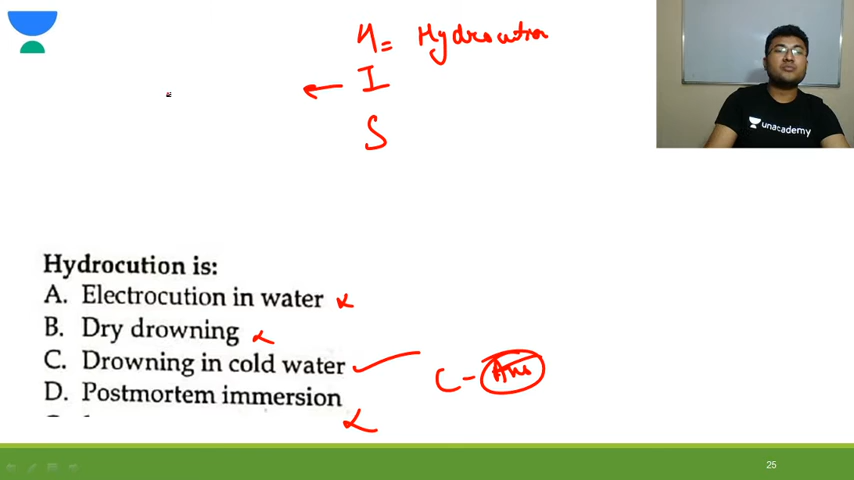 H = Hydrocution
I
S
unacademy
Hydrocution is:
A. Electrocution in water
B. Dry drowning
C. Drowning in cold water
D. Postmortem immersion
C - Ans
25